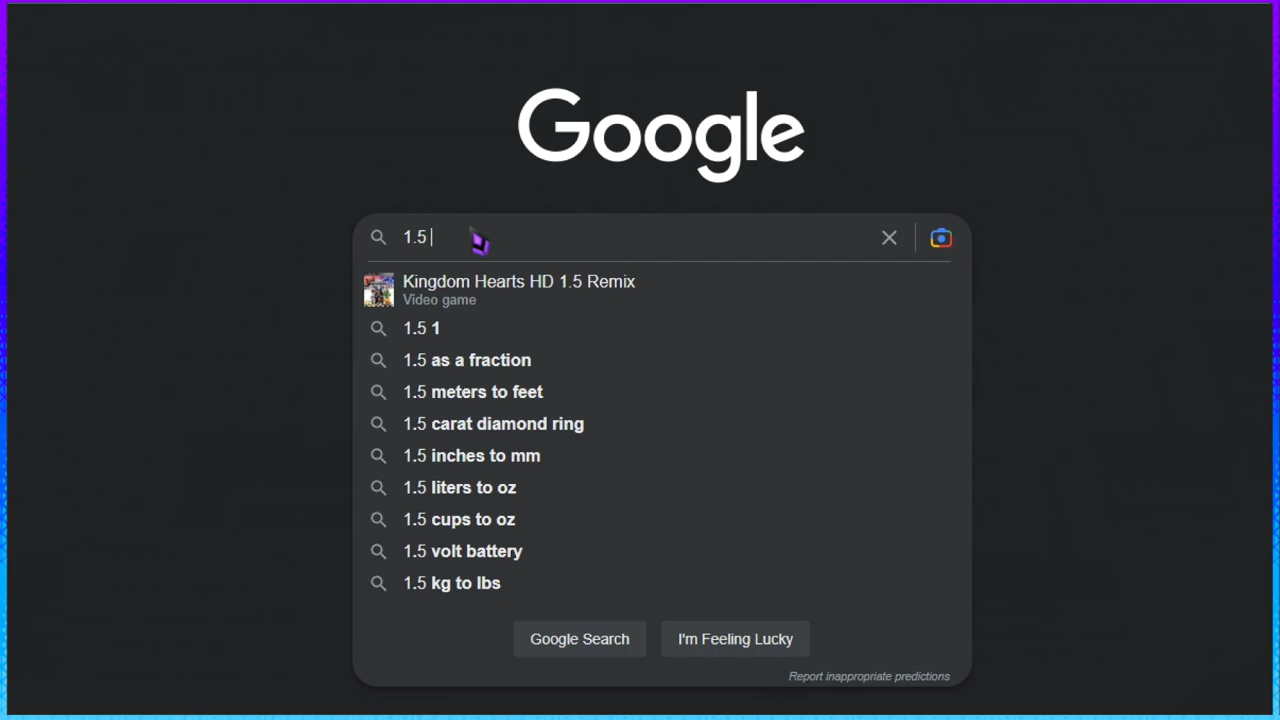 Google
1.5
Kingdom Hearts HD 1.5 Remix
Video game
1.5 1
1.5 as a fraction
1.5 meters to feet
1.5 carat diamond ring
1.5 inches to mm
1.5 liters to oz
1.5 cups to oz
1.5 volt battery
1.5 kg to lbs
Google Search I'm Feeling Lucky
Report inappropriate predictions